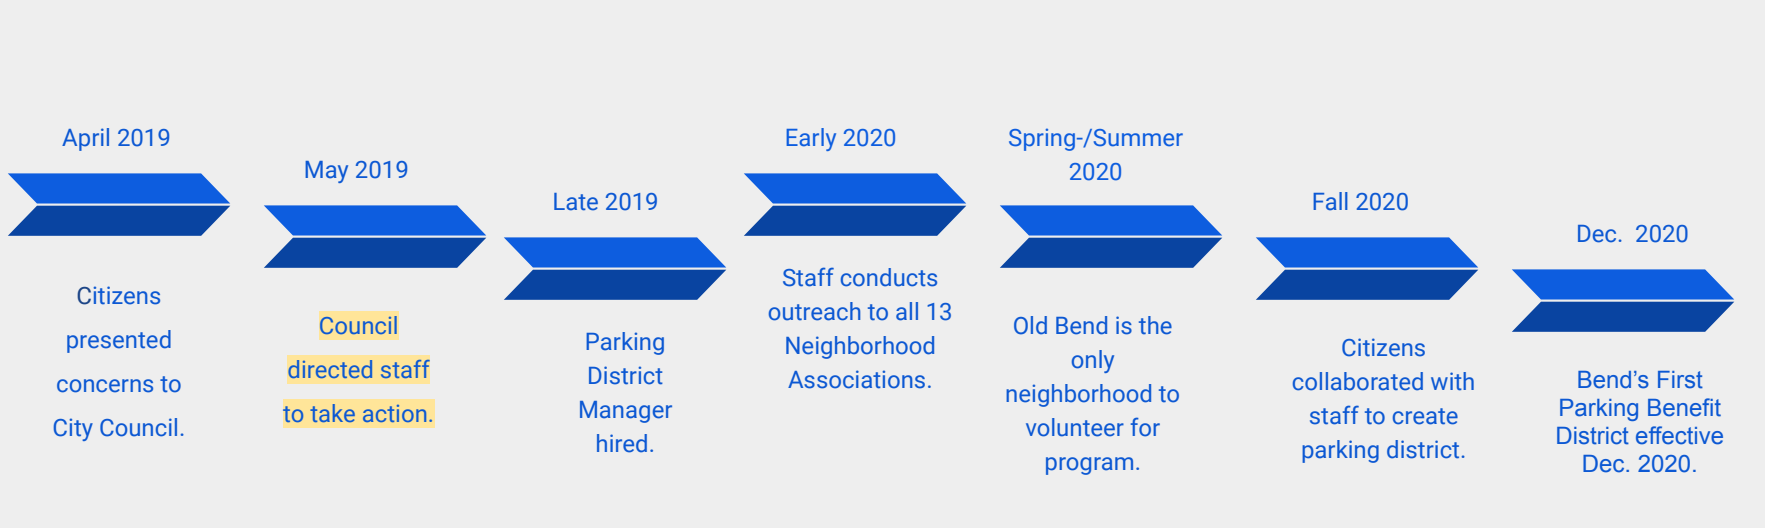 April 2019
Citizens
presented
concerns to
City Council.
May 2019
Council
directed staff
to take action.
Late 2019
Parking
District
Manager
hired.
Early 2020
Staff conducts
outreach to all 13
Neighborhood
Associations.
Spring-/Summer
2020
Old Bend is the
only
neighborhood to
volunteer for
program.
Fall 2020
Citizens
collaborated with
staff to create
parking district.
Dec.  2020
Bend’s First
Parking Benefit
District effective
Dec. 2020.